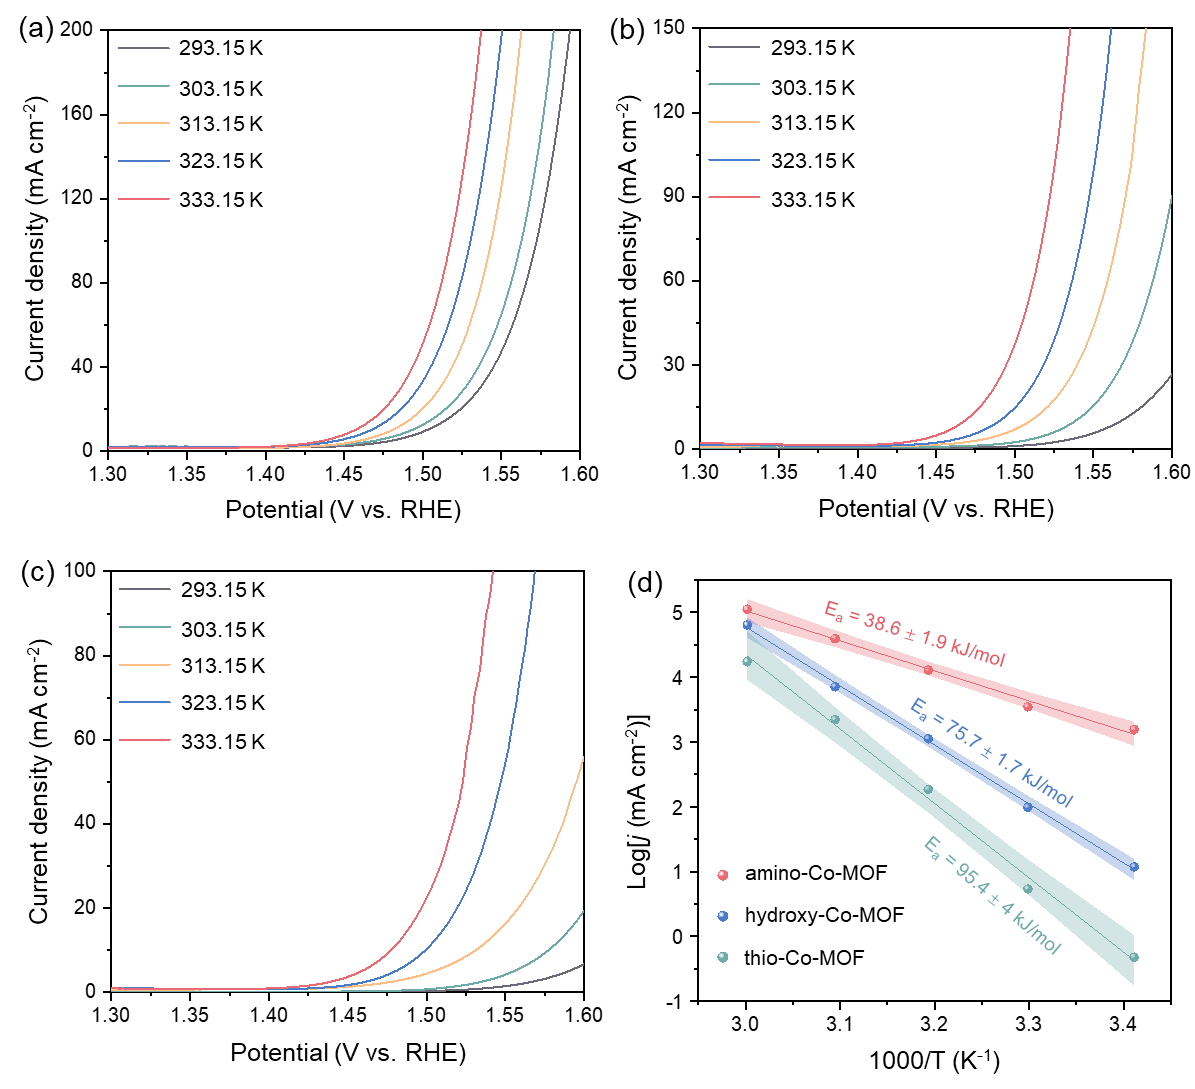 (a)
200
160
120
80
40
0
293.15 K
303.15 K
313.15 K
323.15 K
333.15 K
Current density (mA cm-2)
1.30 1.35 1.40 1.45 1.50 1.55 1.60
Potential (V vs. RHE)
(b)
150
120
90
60
30
0
293.15 K
303.15 K
313.15 K
323.15 K
333.15 K
Current density (mA cm-2)
1.30 1.35 1.40 1.45 1.50 1.55 1.60
Potential (V vs. RHE)
(c)
100
80
60
40
20
0
293.15 K
303.15 K
313.15 K
323.15 K
333.15 K
Current density (mA cm-2)
1.30 1.35 1.40 1.45 1.50 1.55 1.60
Potential (V vs. RHE)
(d)
5
4
3
2
1
0
-1
Log[j (mA cm-2)]
Ea = 38.6 ± 1.9 kJ/mol
Ea = 75.7 ± 1.7 kJ/mol
Ea = 95.4 ± 4 kJ/mol
amino-Co-MOF
hydroxy-Co-MOF
thio-Co-MOF
3.0 3.1 3.2 3.3 3.4
1000/T (K-1)